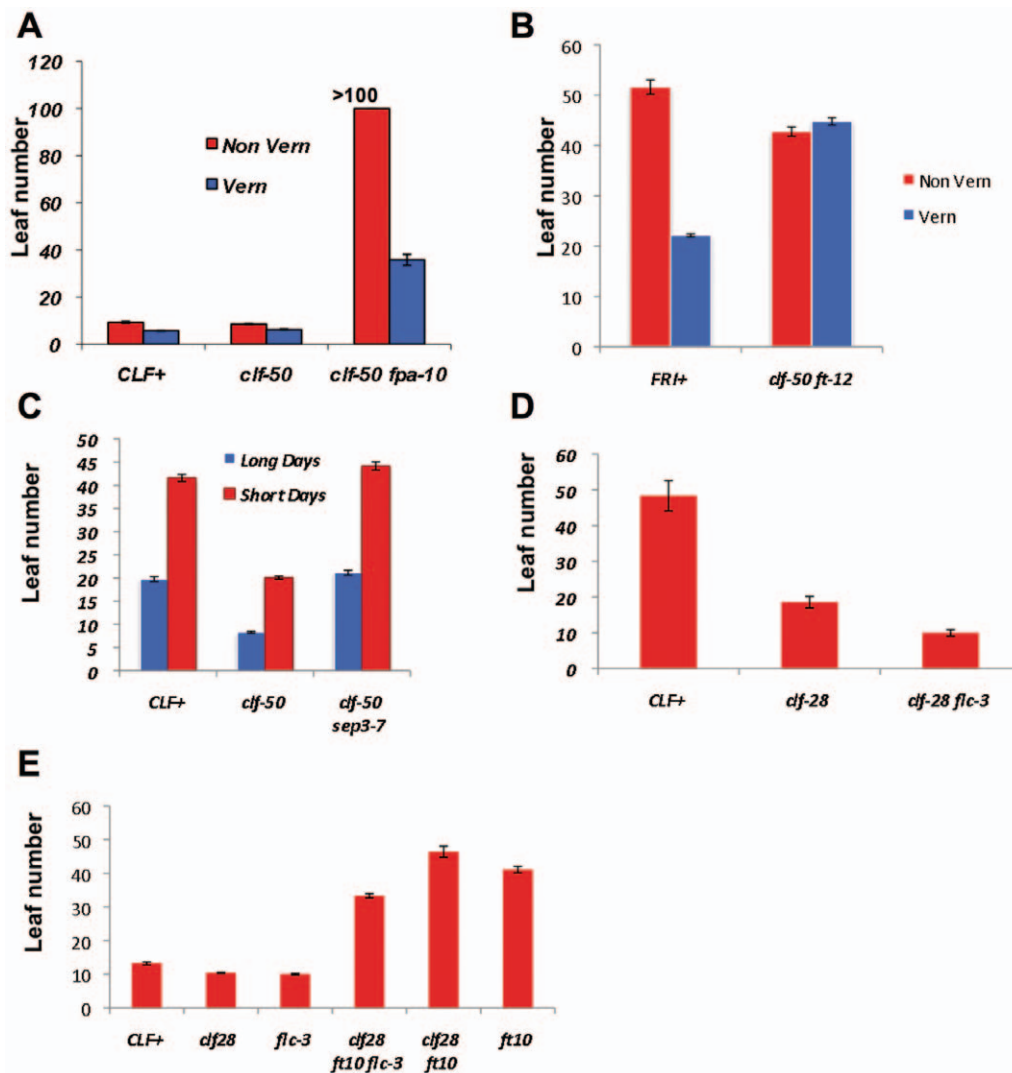 A
Leaf number
120
100
80
60
40
20
0
>100
Non Vern
Vern
CLF+
clf-50
clf-50 fpa-10
B
Leaf number
60
50
40
30
20
10
0
Non Vern
Vern
FRI+
clf-50 ft-12
C
Leaf number
50
45
40
35
30
25
20
15
10
5
0
Long Days
Short Days
CLF+
clf-50
clf-50
sep3-7
D
Leaf number
60
50
40
30
20
10
0
CLF+
clf-28
clf-28 flc-3
E
Leaf number
60
50
40
30
20
10
0
CLF+
clf28
flc-3
clf28
ft10 flc-3
clf28
ft10
ft10